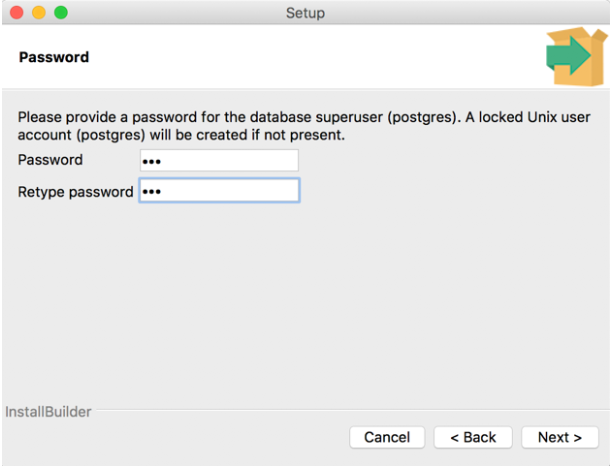 Setup
Password
Please provide a password for the database superuser (postgres). A locked Unix user
account (postgres) will be created if not present.
Password •••
Retype password •••
InstallBuilder
Cancel < Back Next >